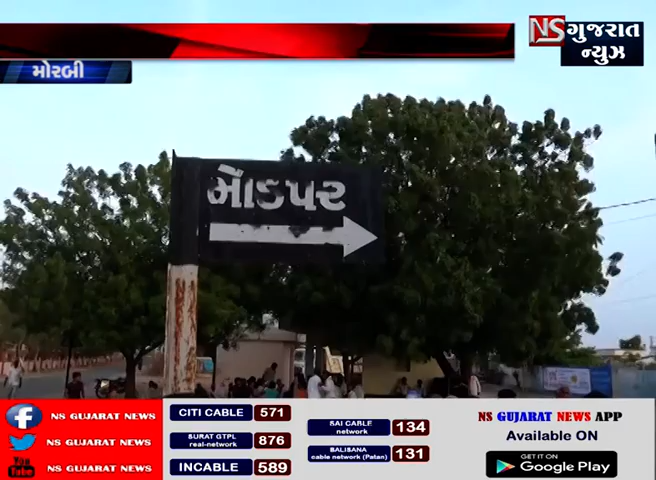 NS ગુજરાત
ન્યુઝ
મોરબી
મોડપર
NS GUJARAT NEWS
NS GUJARAT NEWS
You
Tube
NS GUJARAT NEWS
CITI CABLE 571
SURAT GTPL
real-network 876
INCABLE 589
SAI CABLE
network 134
BALISANA
cable network (Patan) 131
NS GUJARAT NEWS APP
Available ON
GET IT ON
Google Play